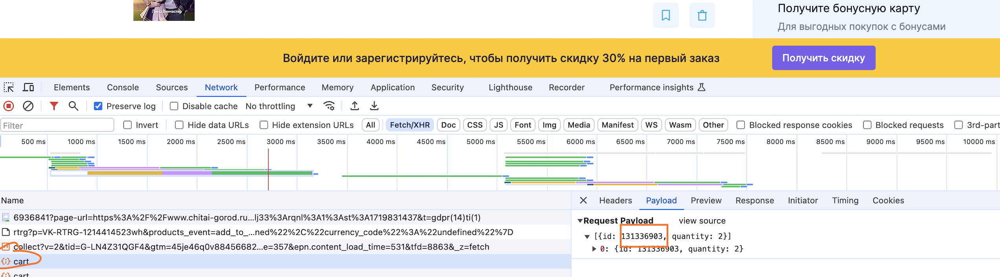 Лина Винчестер
Получите бонусную карту
Для выгодных покупок с бонусами
Войдите или зарегистрируйтесь, чтобы получить скидку 30% на первый заказ
Получить скидку
Elements Console Sources Network Performance Memory Application Security Lighthouse Recorder Performance insights
Preserve log Disable cache No throttling
Filter Invert Hide data URLs Hide extension URLs All Fetch/XHR Doc CSS JS Font Img Media Manifest WS Wasm Other Blocked response cookies Blocked requests 3rd-part
500 ms 1000 ms 1500 ms 2000 ms 2500 ms 3000 ms 3500 ms 4000 ms 4500 ms 5000 ms 5500 ms 6000 ms 6500 ms 7000 ms 7500 ms 8000 ms 8500 ms 9000 ms 9500 ms 10000 ms
Name
6936841?page-url=https%3A%2F%2Fwww.chitai-gorod.ru...lj33%3Arqnl%3A1%3Ast%3A1719831437&t=gdpr(14)ti(1)
rtrg?p=VK-RTRG-1214414523wh&products_event=add_to_...ned%22%2C%22currency_code%22%3A%22undefined%22%7D
collect?v=2&tid=G-LN4Z31QGF4&gtm=45je46q0v88456682...e=357&epn.content_load_time=531&tfd=8863&_z=fetch
cart
cart
Headers Payload Preview Response Initiator Timing Cookies
Request Payload view source
[{id: 131336903, quantity: 2}]
0: {id: 131336903, quantity: 2}